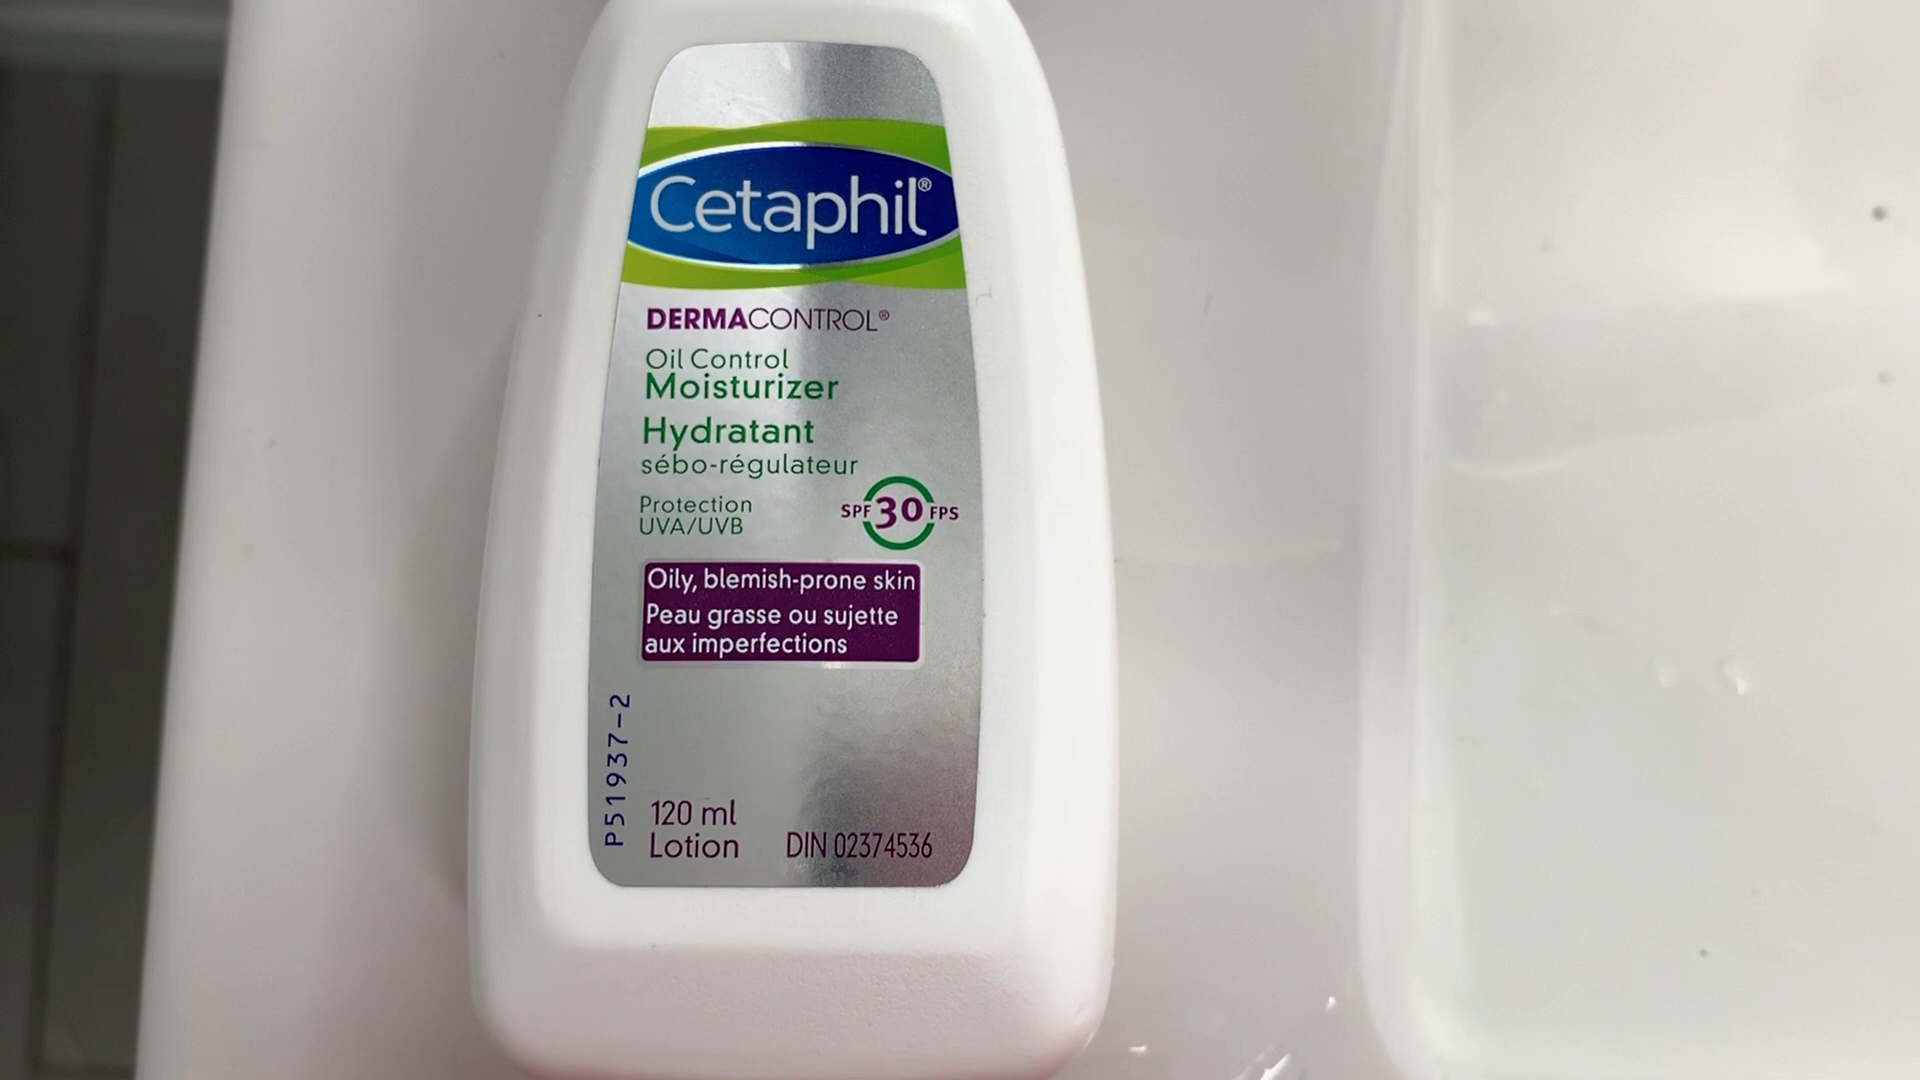 Cetaphil®
DERMACONTROL®
Oil Control
Moisturizer
Hydratant
sébo-régulateur
Protection
UVA/UVB
SPF 30 FPS
Oily, blemish-prone skin
Peau grasse ou sujette
aux imperfections
P51937-2
120 ml
Lotion
DIN 02374536